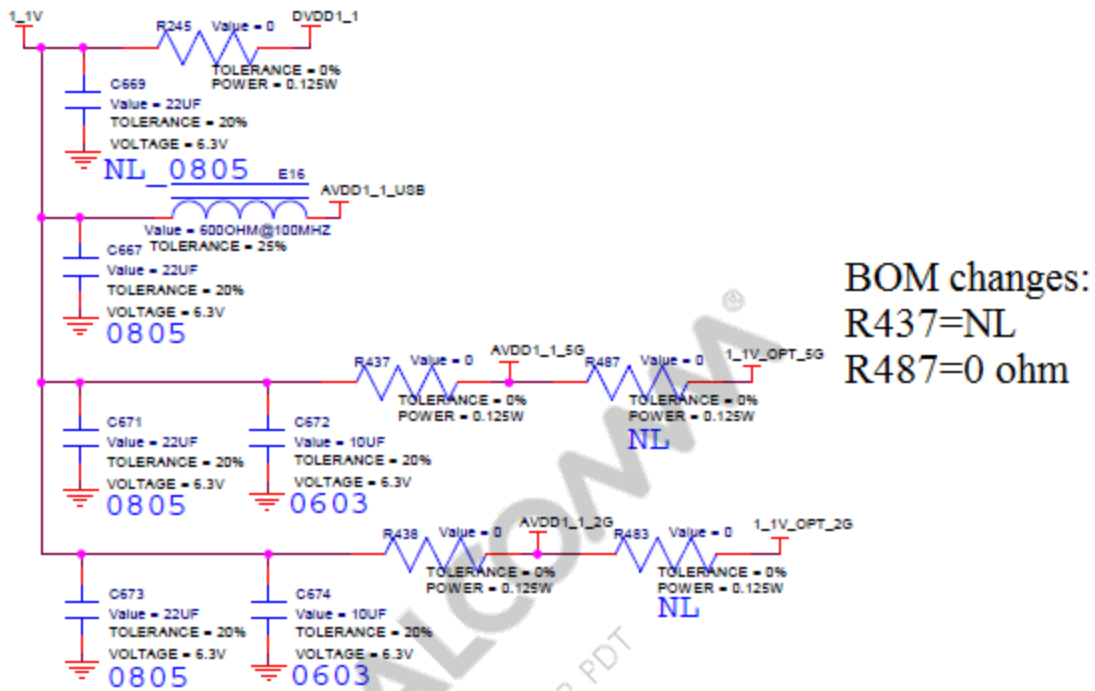 1_1V
R245 Value = 0 DVDD1_1
TOLERANCE = 0%
POWER = 0.125W
C669
Value = 22UF
TOLERANCE = 20%
VOLTAGE = 6.3V
NL_0805
E16
AVDD1_1_USB
Value = 600OHM@100MHZ
TOLERANCE = 25%
C667
Value = 22UF
TOLERANCE = 20%
VOLTAGE = 6.3V
0805
BOM changes:
R437=NL
R487=0 ohm
R437 Value = 0 AVDD1_1_5G R487 Value = 0 1_1V_OPT_5G
TOLERANCE = 0% TOLERANCE = 0%
POWER = 0.125W POWER = 0.125W
NL
C671 C672
Value = 22UF Value = 10UF
TOLERANCE = 20% TOLERANCE = 20%
VOLTAGE = 6.3V VOLTAGE = 6.3V
0805 0603
R438 Value = 0 AVDD1_1_2G R483 Value = 0 1_1V_OPT_2G
TOLERANCE = 0% TOLERANCE = 0%
POWER = 0.125W POWER = 0.125W
NL
C673 C674
Value = 22UF Value = 10UF
TOLERANCE = 20% TOLERANCE = 20%
VOLTAGE = 6.3V VOLTAGE = 6.3V
0805 0603
ALCOMM®
PDT